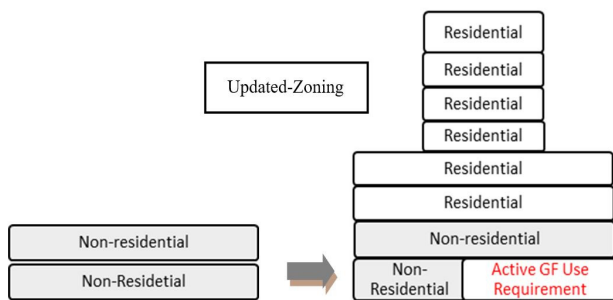 Updated-Zoning
Residential
Residential
Residential
Residential
Residential
Residential
Non-residential
Non-
Residential
Active GF Use
Requirement
Non-residential
Non-Residetial